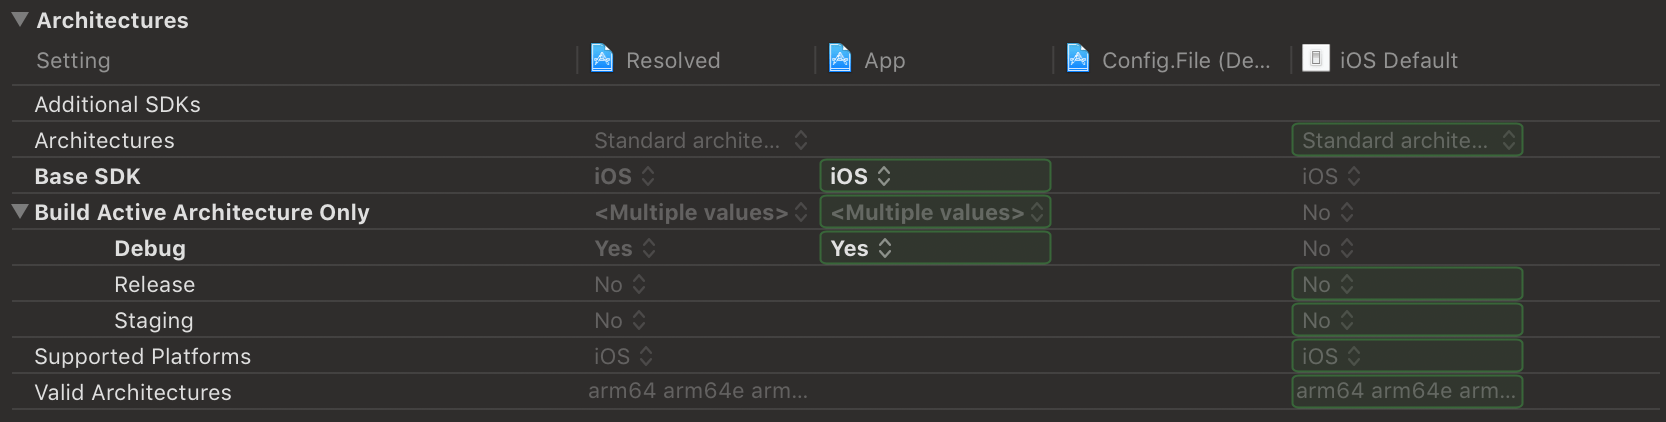 Architectures
Setting Resolved App Config.File (De... iOS Default
Additional SDKs
Architectures Standard archite... Standard archite...
Base SDK iOS iOS iOS
Build Active Architecture Only <Multiple values> <Multiple values> No
Debug Yes Yes No
Release No No
Staging No No
Supported Platforms iOS iOS
Valid Architectures arm64 arm64e arm... arm64 arm64e arm...